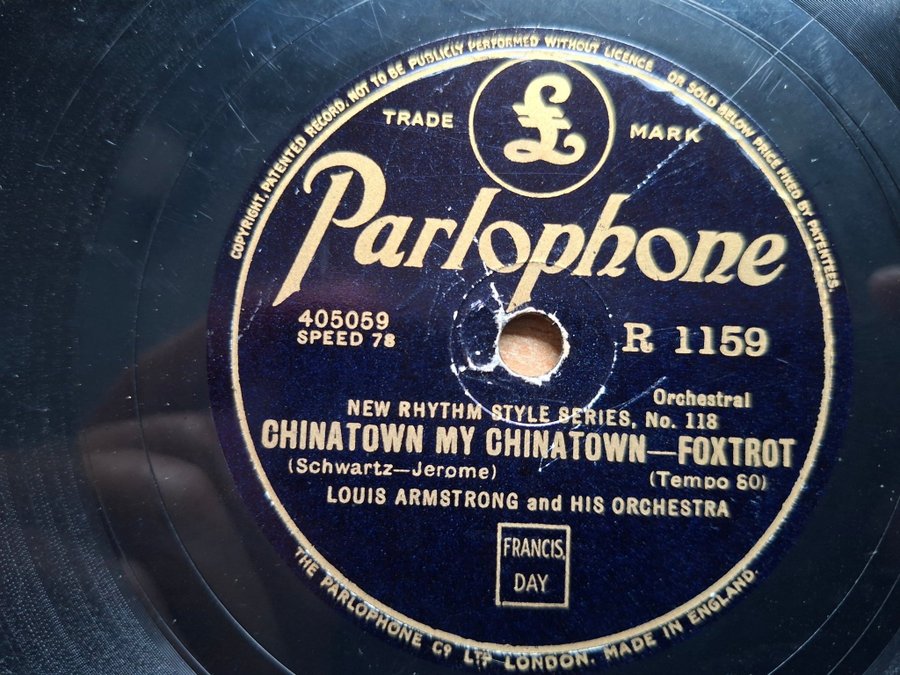 COPYRIGHT, PATENTED RECORD. NOT TO BE PUBLICLY PERFORMED WITHOUT LICENCE OR SOLD BELOW PRICE FIXED BY PATENTEES.
£
TRADE MARK
Parlophone
405059
SPEED 78
R 1159
Orchestral
NEW RHYTHM STYLE SERIES, No. 118
CHINATOWN MY CHINATOWN—FOXTROT
(Schwartz—Jerome) (Tempo 60)
LOUIS ARMSTRONG and HIS ORCHESTRA
FRANCIS,
DAY
THE PARLOPHONE Cº LTD LONDON. MADE IN ENGLAND.